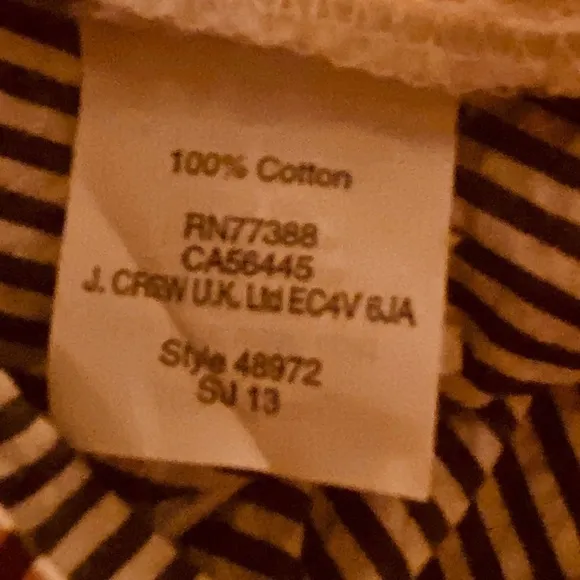 100% Cotton
RN77388
CA56445
J. CREW U.K. Ltd EC4V 6JA
Style 48972
SU 13